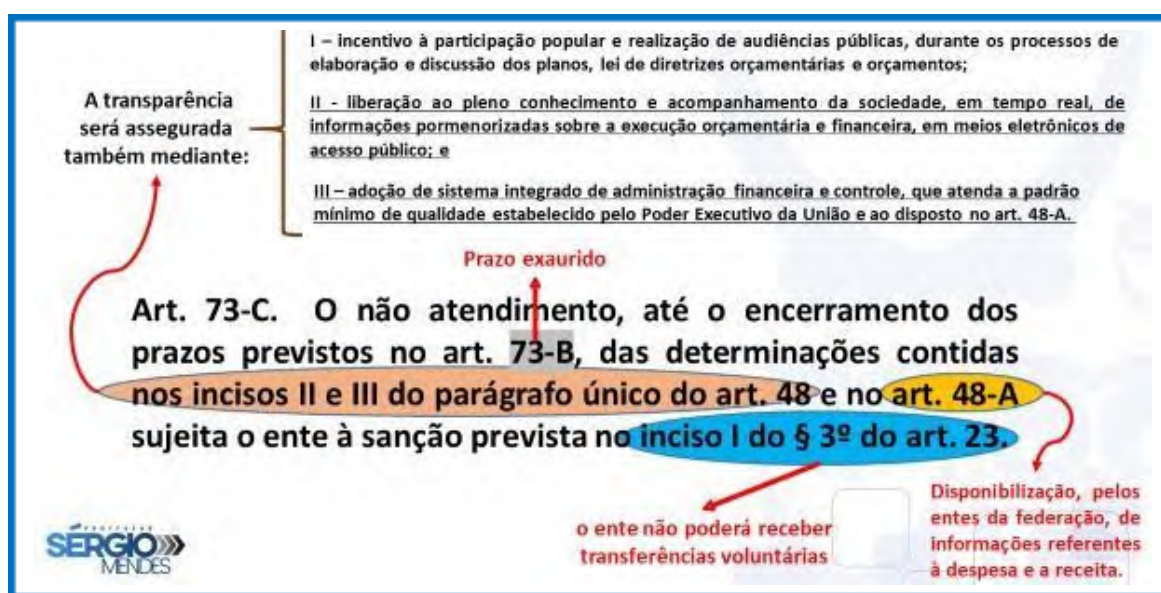 I – incentivo à participação popular e realização de audiências públicas, durante os processos de
elaboração e discussão dos planos, lei de diretrizes orçamentárias e orçamentos;
A transparência
será assegurada
também mediante:
II - liberação ao pleno conhecimento e acompanhamento da sociedade, em tempo real, de
informações pormenorizadas sobre a execução orçamentária e financeira, em meios eletrônicos de
acesso público; e
III – adoção de sistema integrado de administração financeira e controle, que atenda a padrão
mínimo de qualidade estabelecido pelo Poder Executivo da União e ao disposto no art. 48-A.
Prazo exaurido
Art. 73-C. O não atendimento, até o encerramento dos
prazos previstos no art. 73-B, das determinações contidas
nos incisos II e III do parágrafo único do art. 48 e no art. 48-A
sujeita o ente à sanção prevista no inciso I do § 3º do art. 23.
o ente não poderá receber
transferências voluntárias
Disponibilização, pelos
entes da federação, de
informações referentes
à despesa e a receita.
PROFESSOR
SÉRGIO
MENDES